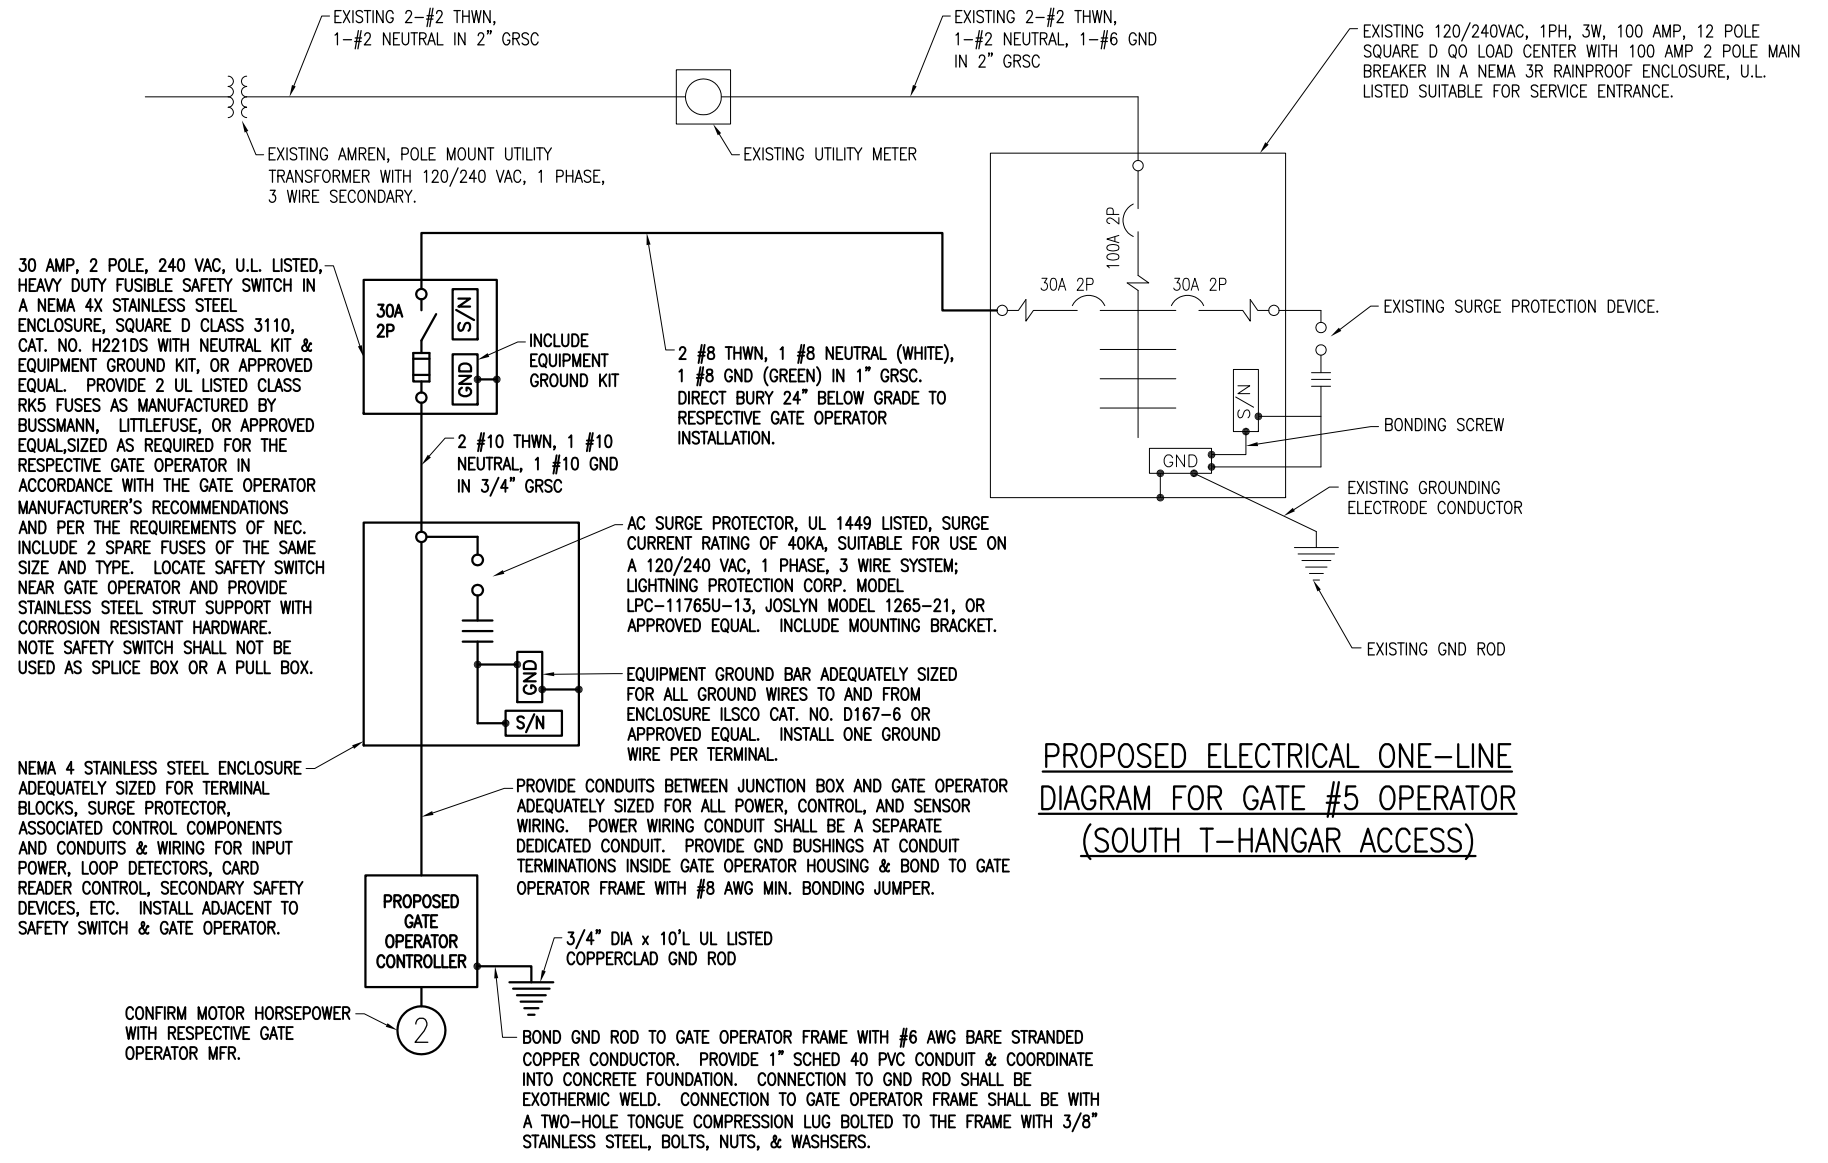 EXISTING 2-#2 THWN,
1-#2 NEUTRAL IN 2" GRSC
EXISTING 2-#2 THWN,
1-#2 NEUTRAL, 1-#6 GND
IN 2" GRSC
EXISTING 120/240VAC, 1PH, 3W, 100 AMP, 12 POLE
SQUARE D QO LOAD CENTER WITH 100 AMP 2 POLE MAIN
BREAKER IN A NEMA 3R RAINPROOF ENCLOSURE, U.L.
LISTED SUITABLE FOR SERVICE ENTRANCE.
EXISTING AMREN, POLE MOUNT UTILITY
TRANSFORMER WITH 120/240 VAC, 1 PHASE,
3 WIRE SECONDARY.
EXISTING UTILITY METER
100A 2P
30A 2P
30A 2P
EXISTING SURGE PROTECTION DEVICE.
S/N
BONDING SCREW
GND
EXISTING GROUNDING
ELECTRODE CONDUCTOR
EXISTING GND ROD
30 AMP, 2 POLE, 240 VAC, U.L. LISTED,
HEAVY DUTY FUSIBLE SAFETY SWITCH IN
A NEMA 4X STAINLESS STEEL
ENCLOSURE, SQUARE D CLASS 3110,
CAT. NO. H221DS WITH NEUTRAL KIT &
EQUIPMENT GROUND KIT, OR APPROVED
EQUAL. PROVIDE 2 UL LISTED CLASS
RK5 FUSES AS MANUFACTURED BY
BUSSMANN, LITTLEFUSE, OR APPROVED
EQUAL,SIZED AS REQUIRED FOR THE
RESPECTIVE GATE OPERATOR IN
ACCORDANCE WITH THE GATE OPERATOR
MANUFACTURER'S RECOMMENDATIONS
AND PER THE REQUIREMENTS OF NEC.
INCLUDE 2 SPARE FUSES OF THE SAME
SIZE AND TYPE. LOCATE SAFETY SWITCH
NEAR GATE OPERATOR AND PROVIDE
STAINLESS STEEL STRUT SUPPORT WITH
CORROSION RESISTANT HARDWARE.
NOTE SAFETY SWITCH SHALL NOT BE
USED AS SPLICE BOX OR A PULL BOX.
30A
2P
S/N
GND
INCLUDE
EQUIPMENT
GROUND KIT
2 #8 THWN, 1 #8 NEUTRAL (WHITE),
1 #8 GND (GREEN) IN 1" GRSC.
DIRECT BURY 24" BELOW GRADE TO
RESPECTIVE GATE OPERATOR
INSTALLATION.
2 #10 THWN, 1 #10
NEUTRAL, 1 #10 GND
IN 3/4" GRSC
AC SURGE PROTECTOR, UL 1449 LISTED, SURGE
CURRENT RATING OF 40KA, SUITABLE FOR USE ON
A 120/240 VAC, 1 PHASE, 3 WIRE SYSTEM;
LIGHTNING PROTECTION CORP. MODEL
LPC-11765U-13, JOSLYN MODEL 1265-21, OR
APPROVED EQUAL. INCLUDE MOUNTING BRACKET.
GND
S/N
EQUIPMENT GROUND BAR ADEQUATELY SIZED
FOR ALL GROUND WIRES TO AND FROM
ENCLOSURE ILSCO CAT. NO. D167-6 OR
APPROVED EQUAL. INSTALL ONE GROUND
WIRE PER TERMINAL.
NEMA 4 STAINLESS STEEL ENCLOSURE
ADEQUATELY SIZED FOR TERMINAL
BLOCKS, SURGE PROTECTOR,
ASSOCIATED CONTROL COMPONENTS
AND CONDUITS & WIRING FOR INPUT
POWER, LOOP DETECTORS, CARD
READER CONTROL, SECONDARY SAFETY
DEVICES, ETC. INSTALL ADJACENT TO
SAFETY SWITCH & GATE OPERATOR.
PROVIDE CONDUITS BETWEEN JUNCTION BOX AND GATE OPERATOR
ADEQUATELY SIZED FOR ALL POWER, CONTROL, AND SENSOR
WIRING. POWER WIRING CONDUIT SHALL BE A SEPARATE
DEDICATED CONDUIT. PROVIDE GND BUSHINGS AT CONDUIT
TERMINATIONS INSIDE GATE OPERATOR HOUSING & BOND TO GATE
OPERATOR FRAME WITH #8 AWG MIN. BONDING JUMPER.
PROPOSED ELECTRICAL ONE-LINE
DIAGRAM FOR GATE #5 OPERATOR
(SOUTH T-HANGAR ACCESS)
PROPOSED
GATE
OPERATOR
CONTROLLER
3/4" DIA x 10'L UL LISTED
COPPERCLAD GND ROD
CONFIRM MOTOR HORSEPOWER
WITH RESPECTIVE GATE
OPERATOR MFR.
2
BOND GND ROD TO GATE OPERATOR FRAME WITH #6 AWG BARE STRANDED
COPPER CONDUCTOR. PROVIDE 1" SCHED 40 PVC CONDUIT & COORDINATE
INTO CONCRETE FOUNDATION. CONNECTION TO GND ROD SHALL BE
EXOTHERMIC WELD. CONNECTION TO GATE OPERATOR FRAME SHALL BE WITH
A TWO-HOLE TONGUE COMPRESSION LUG BOLTED TO THE FRAME WITH 3/8"
STAINLESS STEEL, BOLTS, NUTS, & WASHSERS.